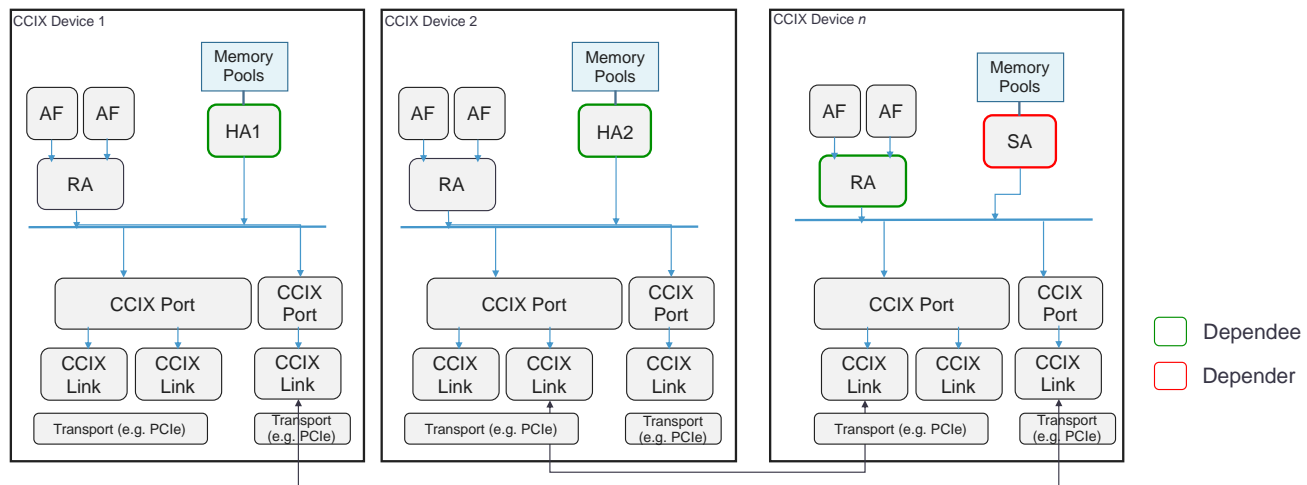 CCIX Device 1
Memory
Pools
AF
AF
HA1
RA
CCIX Port
CCIX
Port
CCIX
Link
CCIX
Link
CCIX
Link
Transport (e.g. PCIe)
Transport
(e.g. PCIe)
CCIX Device 2
Memory
Pools
AF
AF
HA2
RA
CCIX Port
CCIX
Port
CCIX
Link
CCIX
Link
CCIX
Link
Transport (e.g. PCIe)
Transport
(e.g. PCIe)
CCIX Device n
Memory
Pools
AF
AF
SA
RA
CCIX Port
CCIX
Port
CCIX
Link
CCIX
Link
CCIX
Link
Transport (e.g. PCIe)
Transport
(e.g. PCIe)
Dependee
Depender